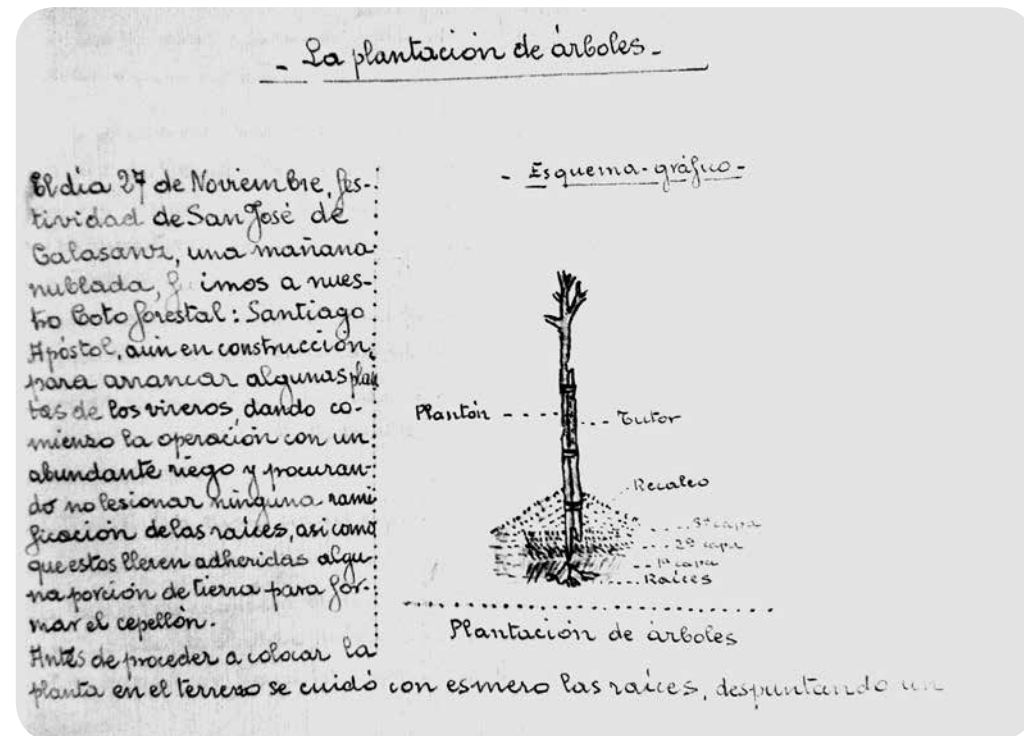 - La plantación de árboles -
El día 27 de Noviembre, fes-
tividad de San José de
Calasanz, una mañana
nublada, fuimos a nues-
tro Coto forestal: Santiago
Apóstol, aún en construcción,
para arrancar algunas plan
tas de los viveros, dando co-
mienzo la operación con un
abundante riego y procuran-
do no lesionar ninguna rami
ficación de las raíces, asi como
que estos lleven adheridas algu
na porción de tierra para for-
mar el cepellón.
Antes de proceder a colocar la
planta en el terreno se cuidó con esmero las raíces, despuntando un
- Esquema-gráfico -
Plantón
Tutor
Recalco
3ª capa
2ª capa
1ª capa
Raíces
Plantación de árboles